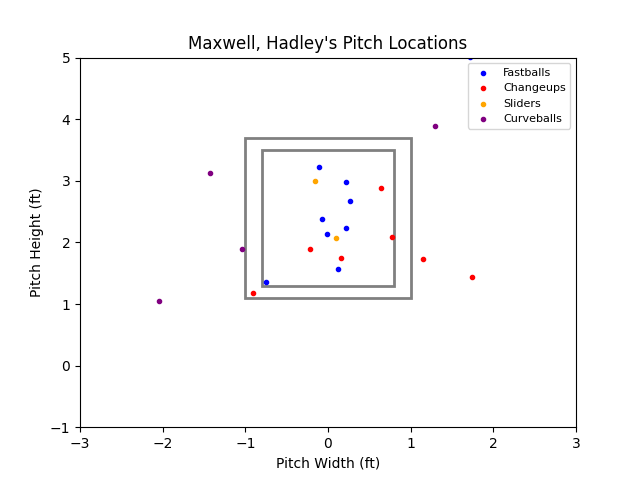 Maxwell, Hadley's Pitch Locations
Pitch Height (ft)
5
4
3
2
1
0
−1
Fastballs
Changeups
Sliders
Curveballs
−3 −2 −1 0 1 2 3
Pitch Width (ft)